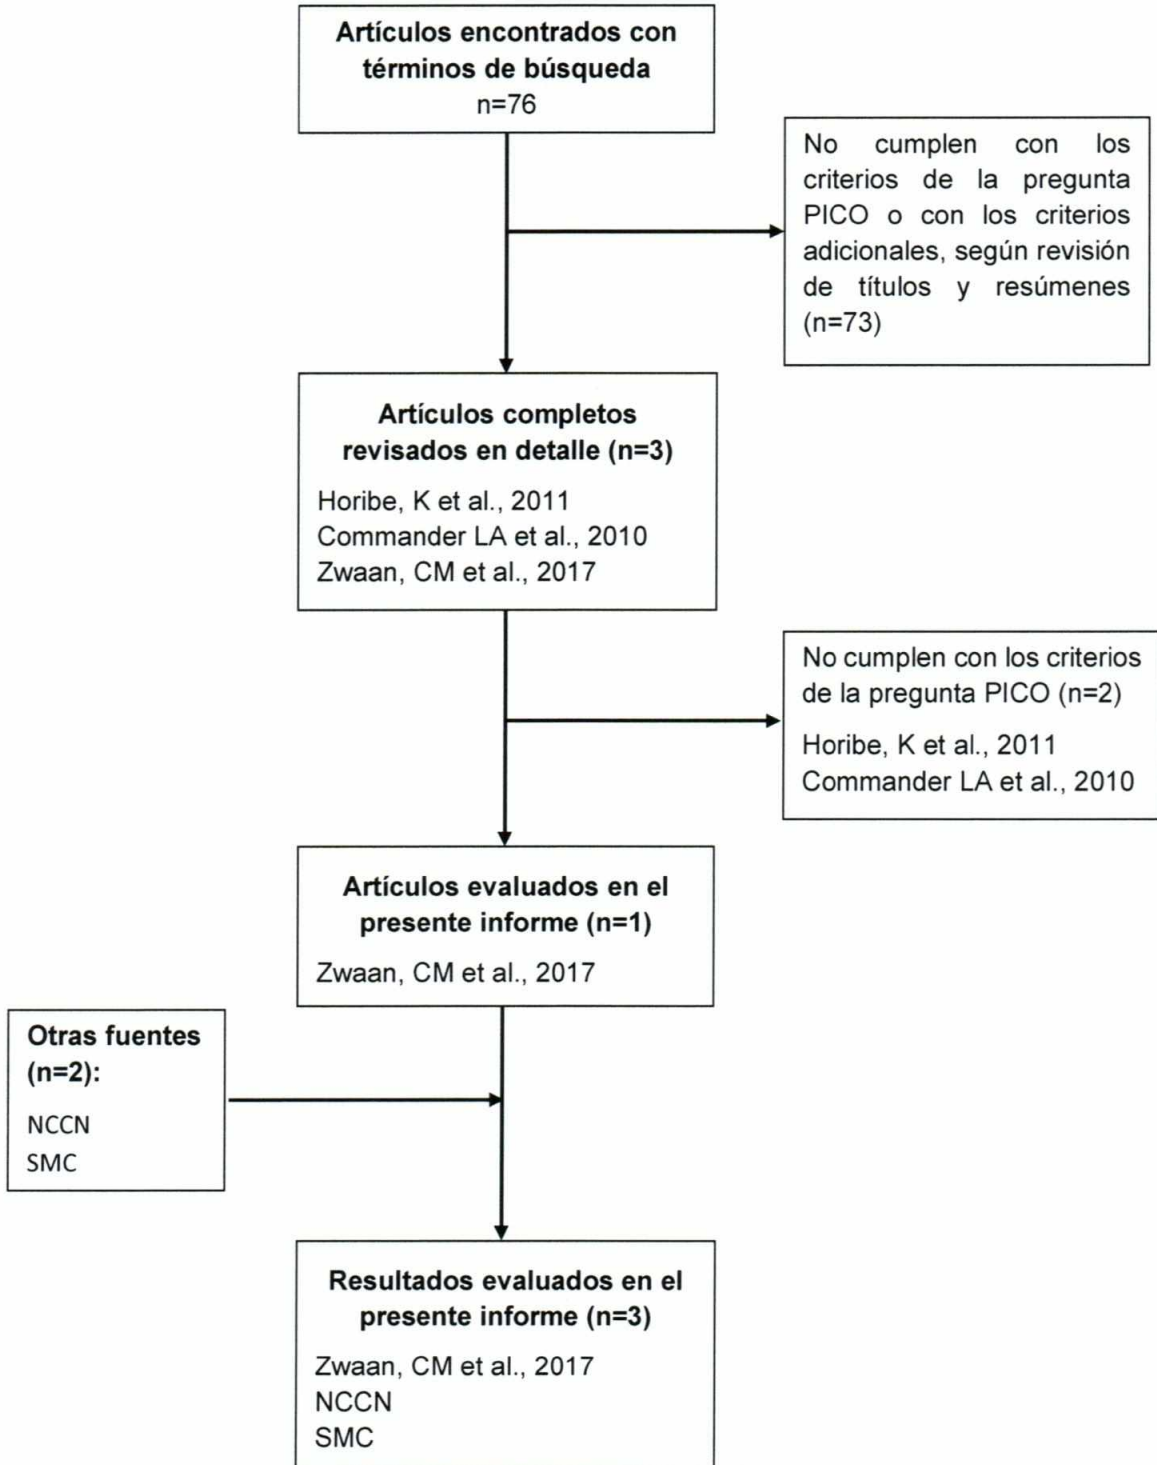 Artículos encontrados con
términos de búsqueda
n=76
No cumplen con los
criterios de la pregunta
PICO o con los criterios
adicionales, según revisión
de títulos y resúmenes
(n=73)
Artículos completos
revisados en detalle (n=3)
Horibe, K et al., 2011
Commander LA et al., 2010
Zwaan, CM et al., 2017
No cumplen con los criterios
de la pregunta PICO (n=2)
Horibe, K et al., 2011
Commander LA et al., 2010
Artículos evaluados en el
presente informe (n=1)
Zwaan, CM et al., 2017
Otras fuentes
(n=2):
NCCN
SMC
Resultados evaluados en el
presente informe (n=3)
Zwaan, CM et al., 2017
NCCN
SMC